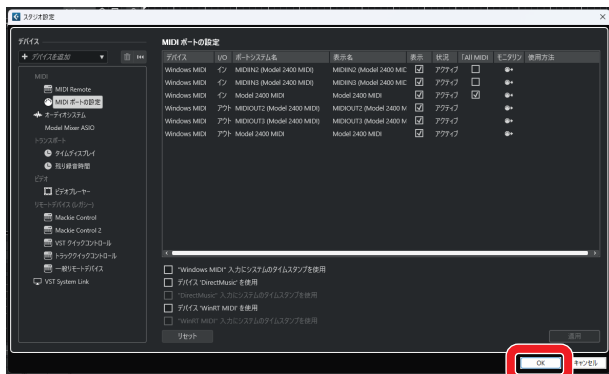 スタジオ設定
デバイス
デバイスを追加
MIDI
MIDI Remote
MIDI ポートの設定
オーディオシステム
Model Mixer ASIO
トランスポート
タイムディスプレイ
残り録音時間
ビデオ
ビデオプレーヤー
リモートデバイス (レガシー)
Mackie Control
Mackie Control 2
VST クイックコントロール
トラッククイックコントロール
一般リモートデバイス
VST System Link
MIDI ポートの設定
デバイス I/O ポートシステム名 表示名 表示 状況 「All MIDI モニタリン 使用方法
Windows MIDI イン MIDIIN2 (Model 2400 MIDI) MIDIIN2 (Model 2400 MIC アクティブ
Windows MIDI イン MIDIIN3 (Model 2400 MIDI) MIDIIN3 (Model 2400 MIC アクティブ
Windows MIDI イン Model 2400 MIDI Model 2400 MIDI アクティブ
Windows MIDI アウト MIDIOUT2 (Model 2400 MIDI) MIDIOUT2 (Model 2400 M アクティブ
Windows MIDI アウト MIDIOUT3 (Model 2400 MIDI) MIDIOUT3 (Model 2400 M アクティブ
Windows MIDI アウト Model 2400 MIDI Model 2400 MIDI アクティブ
"Windows MIDI" 入力にシステムのタイムスタンプを使用
デバイス 'DirectMusic' を使用
"DirectMusic" 入力にシステムのタイムスタンプを使用
デバイス 'WinRT MIDI' を使用
"WinRT MIDI" 入力にシステムのタイムスタンプを使用
リセット
適用
OK
キャンセル